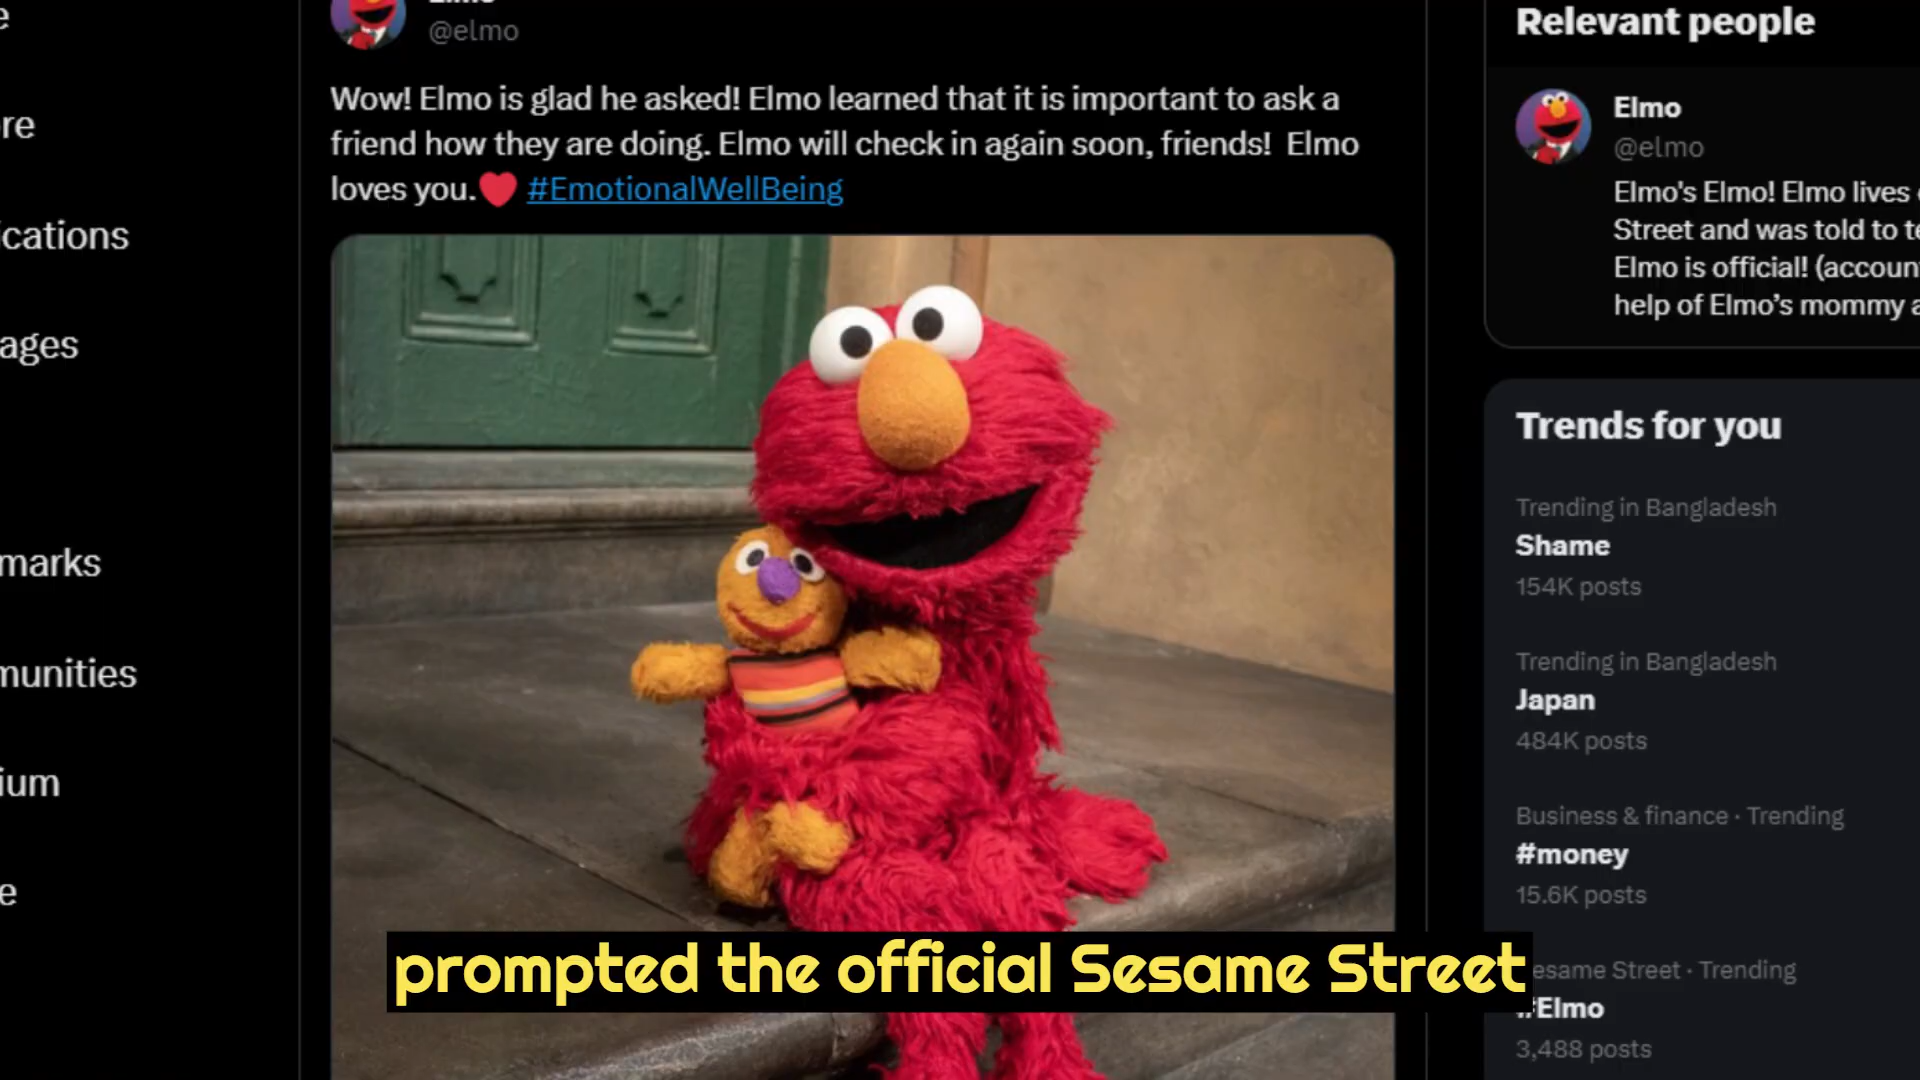 @elmo
Wow! Elmo is glad he asked! Elmo learned that it is important to ask a
friend how they are doing. Elmo will check in again soon, friends! Elmo
loves you.❤️ #EmotionalWellBeing
cations
ages
marks
munities
ium
Relevant people
Elmo
@elmo
Elmo's Elmo! Elmo lives
Street and was told to
Elmo is official! (accoun
help of Elmo's mommy a
Trends for you
Trending in Bangladesh
Shame
154K posts
Trending in Bangladesh
Japan
484K posts
Business & finance · Trending
#money
15.6K posts
esame Street · Trending
#Elmo
3,488 posts
prompted the official Sesame Street